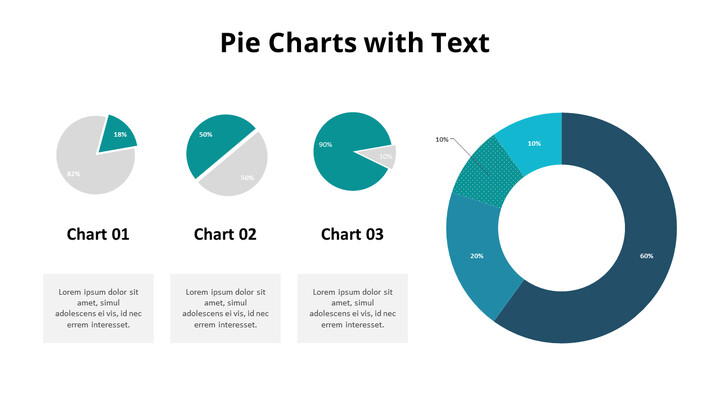 Pie Charts with Text
18%
82%
50%
50%
90%
10%
10%
10%
20%
60%
Chart 01
Chart 02
Chart 03
Lorem ipsum dolor sit
amet, simul
adolescens ei vis, id nec
errem interesset.
Lorem ipsum dolor sit
amet, simul
adolescens ei vis, id nec
errem interesset.
Lorem ipsum dolor sit
amet, simul
adolescens ei vis, id nec
errem interesset.